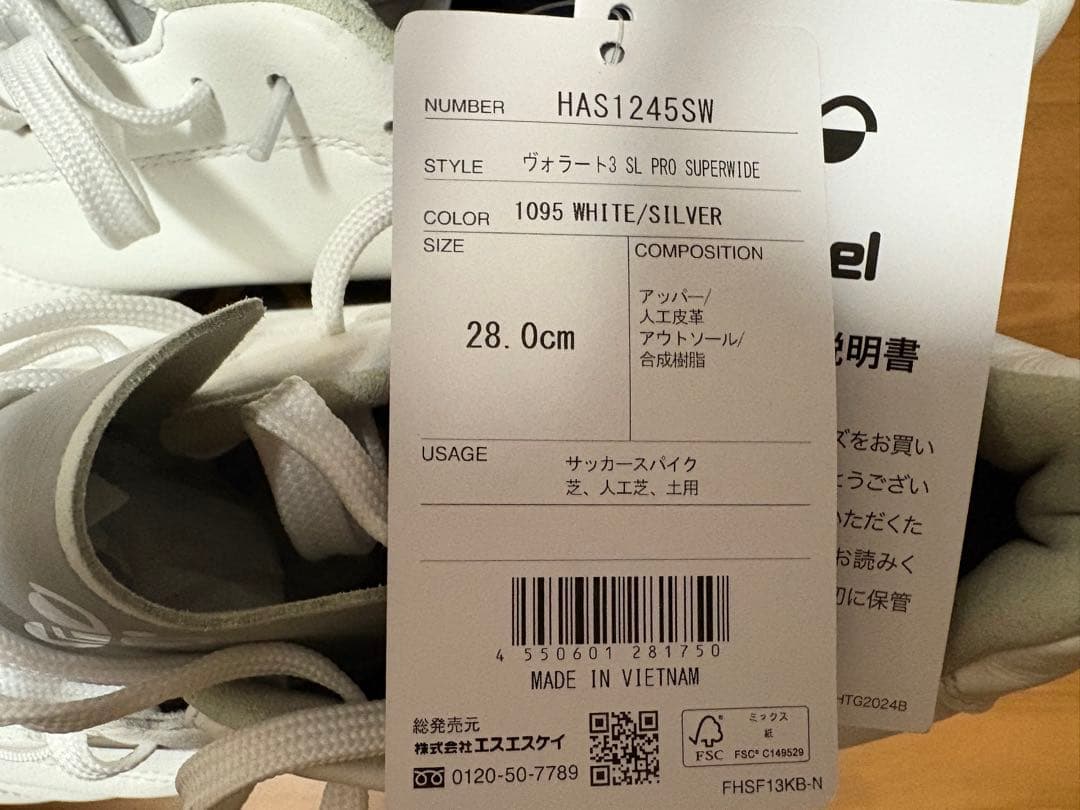 NUMBER HAS1245SW
STYLE ヴォラート3 SL PRO SUPERWIDE
COLOR 1095 WHITE/SILVER
SIZE
28.0cm
COMPOSITION
アッパー/
人工皮革
アウトソール/
合成樹脂
USAGE
サッカースパイク
芝、人工芝、土用
4 550601 281750
MADE IN VIETNAM
総発売元
株式会社エスエスケイ
0120-50-7789
FSC
ミックス
紙
FSC® C149529
FHSF13KB-N
el
説明書
ズをお買い
とうござい
いただくた
お読みく
切に保管
HTG2024B